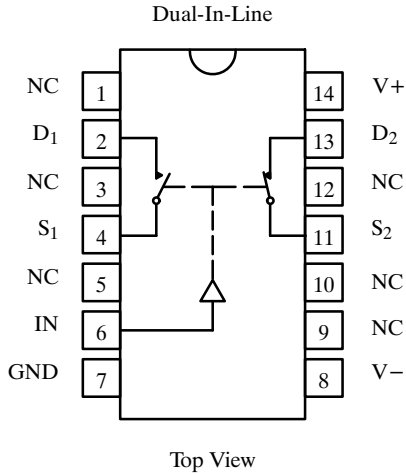 Dual-In-Line
NC 1 14 V+
D1 2 13 D2
NC 3 12 NC
S1 4 11 S2
NC 5 10 NC
IN 6 9 NC
GND 7 8 V−
Top View